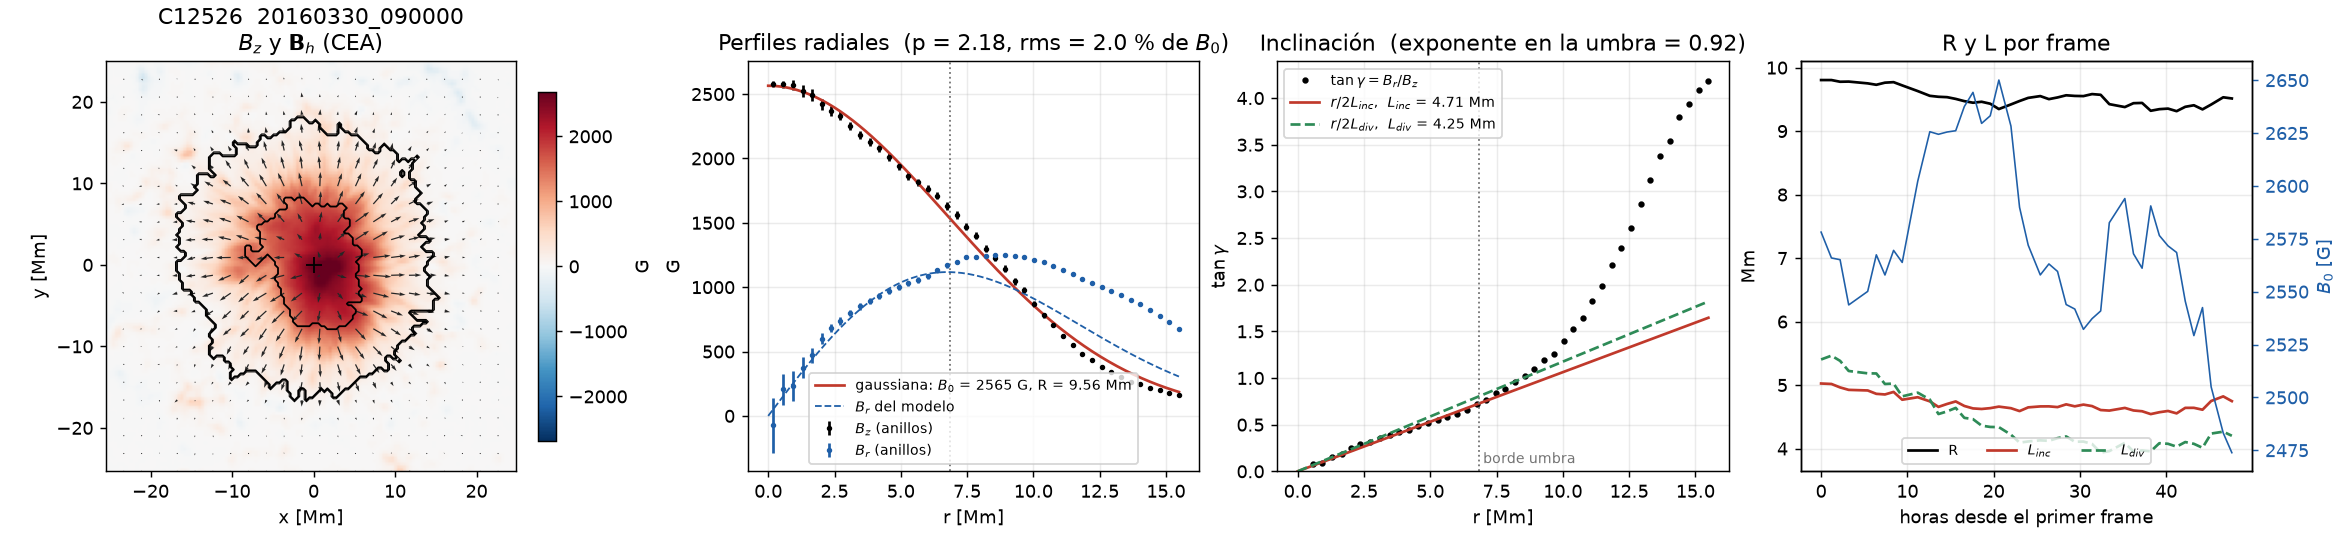 C12526  20160330_090000
B_z y B_h (CEA)
20
10
0
−10
−20
y [Mm]
−20 −10 0 10 20
x [Mm]
2000
1000
0
−1000
−2000
G
Perfiles radiales  (p = 2.18, rms = 2.0 % de B_0)
G
2500
2000
1500
1000
500
0
gaussiana: B_0 = 2565 G, R = 9.56 Mm
B_r del modelo
B_z (anillos)
B_r (anillos)
0.0 2.5 5.0 7.5 10.0 12.5 15.0
r [Mm]
Inclinación  (exponente en la umbra = 0.92)
tan γ
tan γ = B_r/B_z
r/2L_inc,  L_inc = 4.71 Mm
r/2L_div,  L_div = 4.25 Mm
4.0
3.5
3.0
2.5
2.0
1.5
1.0
0.5
0.0
borde umbra
0.0 2.5 5.0 7.5 10.0 12.5 15.0
r [Mm]
R y L por frame
Mm
10
9
8
7
6
5
4
R L_inc L_div
0 10 20 30 40
horas desde el primer frame
2650
2625
2600
2575
2550
2525
2500
2475
B_0 [G]